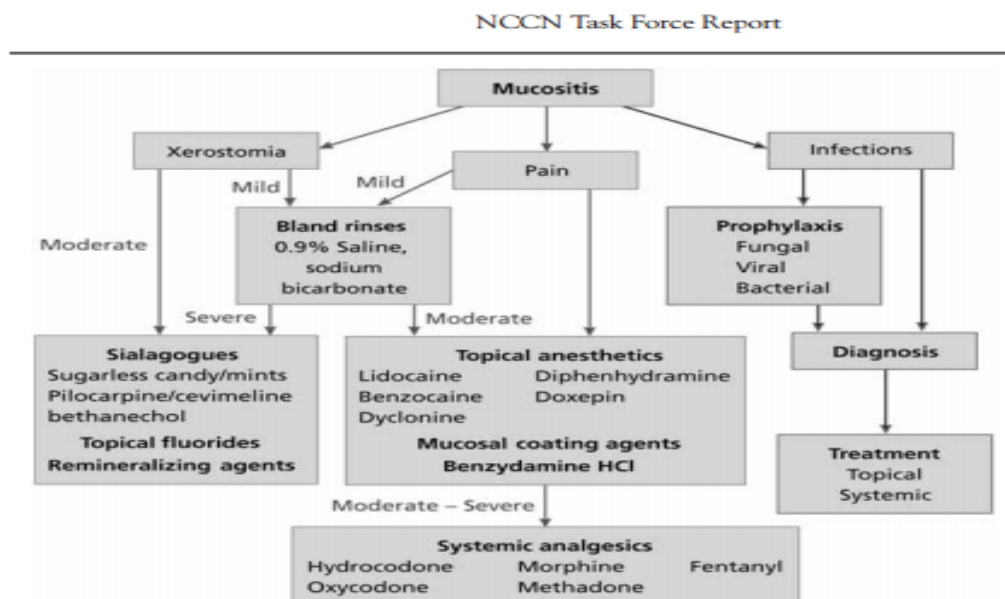 NCCN Task Force Report
Mucositis
Xerostomia
Pain
Infections
Mild
Mild
Moderate
Bland rinses
0.9% Saline,
sodium
bicarbonate
Prophylaxis
Fungal
Viral
Bacterial
Severe
Moderate
Sialagogues
Sugarless candy/mints
Pilocarpine/cevimeline
bethanechol
Topical fluorides
Remineralizing agents
Topical anesthetics
Lidocaine Diphenhydramine
Benzocaine Doxepin
Dyclonine
Mucosal coating agents
Benzydamine HCl
Diagnosis
Treatment
Topical
Systemic
Moderate – Severe
Systemic analgesics
Hydrocodone Morphine Fentanyl
Oxycodone Methadone